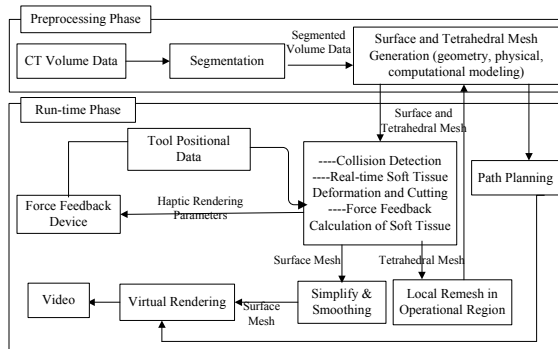 Preprocessing Phase
CT Volume Data
Segmentation
Segmented
Volume Data
Surface and Tetrahedral Mesh
Generation (geometry, physical,
computational modeling)
Run-time Phase
Surface and
Tetrahedral Mesh
Tool Positional
Data
----Collision Detection
----Real-time Soft Tissue
Deformation and Cutting
----Force Feedback
Calculation of Soft Tissue
Path Planning
Force Feedback
Device
Haptic Rendering
Parameters
Surface Mesh
Tetrahedral Mesh
Video
Virtual Rendering
Surface
Mesh
Simplify &
Smoothing
Local Remesh in
Operational Region